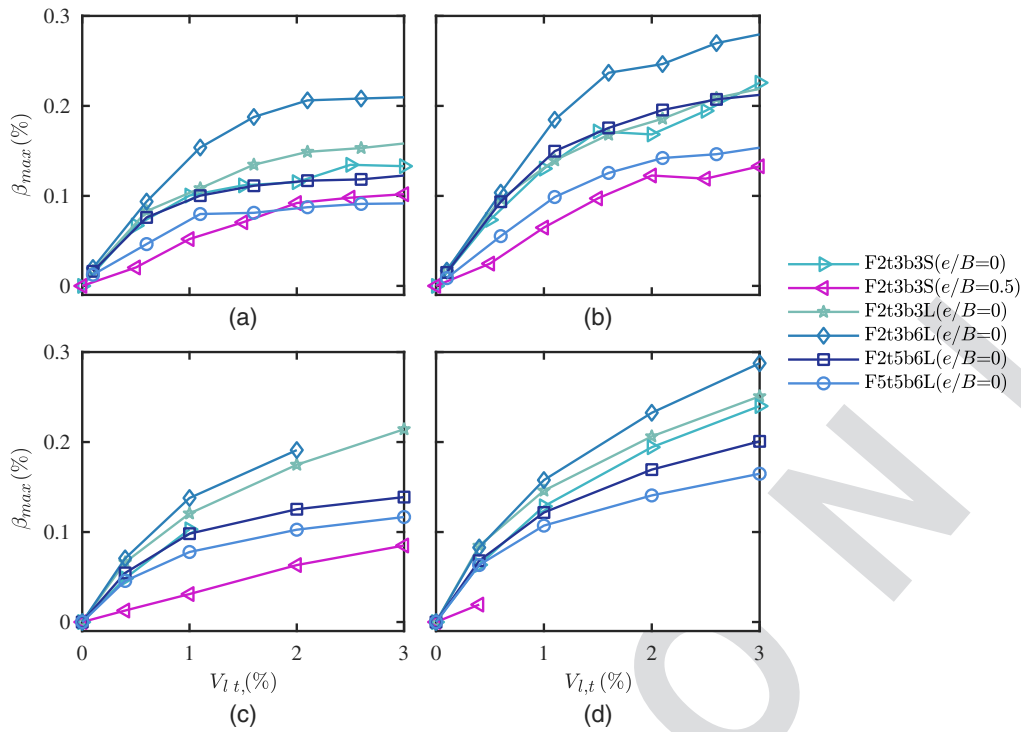 0.3
0.2
0.1
0
β_max(%)
(a)
(b)
F2t3b3S(e/B=0)
F2t3b3S(e/B=0.5)
F2t3b3L(e/B=0)
F2t3b6L(e/B=0)
F2t5b6L(e/B=0)
F5t5b6L(e/B=0)
0.3
0.2
0.1
0
β_max(%)
0 1 2 3
0 1 2 3
V_l t,(%)
V_l,t(%)
(c)
(d)
O N